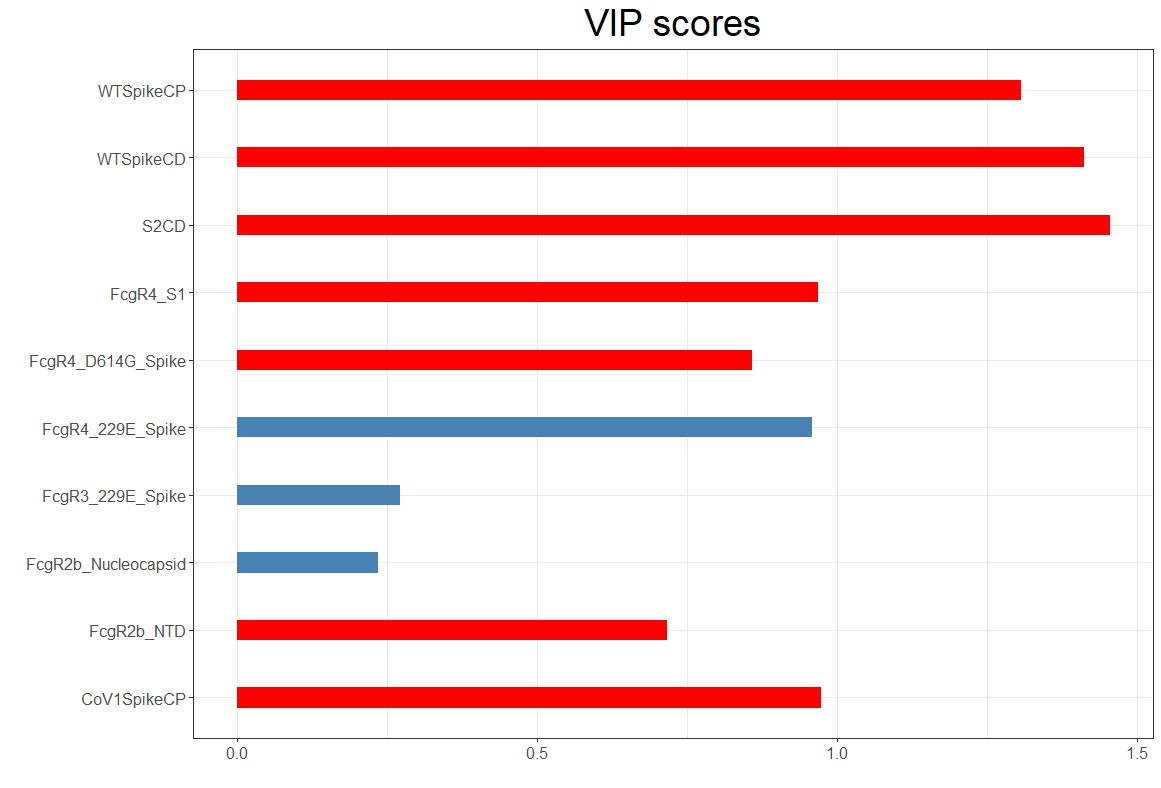 VIP scores
WTSpikeCP
WTSpikeCD
S2CD
FcgR4_S1
FcgR4_D614G_Spike
FcgR4_229E_Spike
FcgR3_229E_Spike
FcgR2b_Nucleocapsid
FcgR2b_NTD
CoV1SpikeCP
0.0 0.5 1.0 1.5